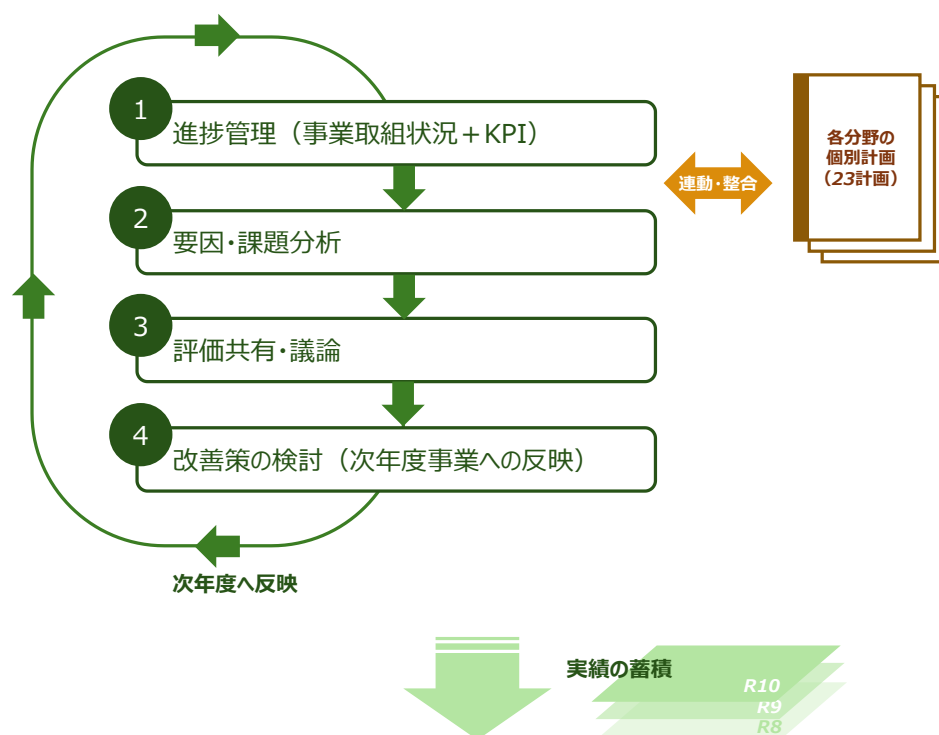 1
進捗管理（事業取組状況＋KPI）
各分野の
個別計画
（23計画）
連動･整合
2
要因･課題分析
3
評価共有･議論
4
改善策の検討（次年度事業への反映）
次年度へ反映
実績の蓄積
R10
R9
R8